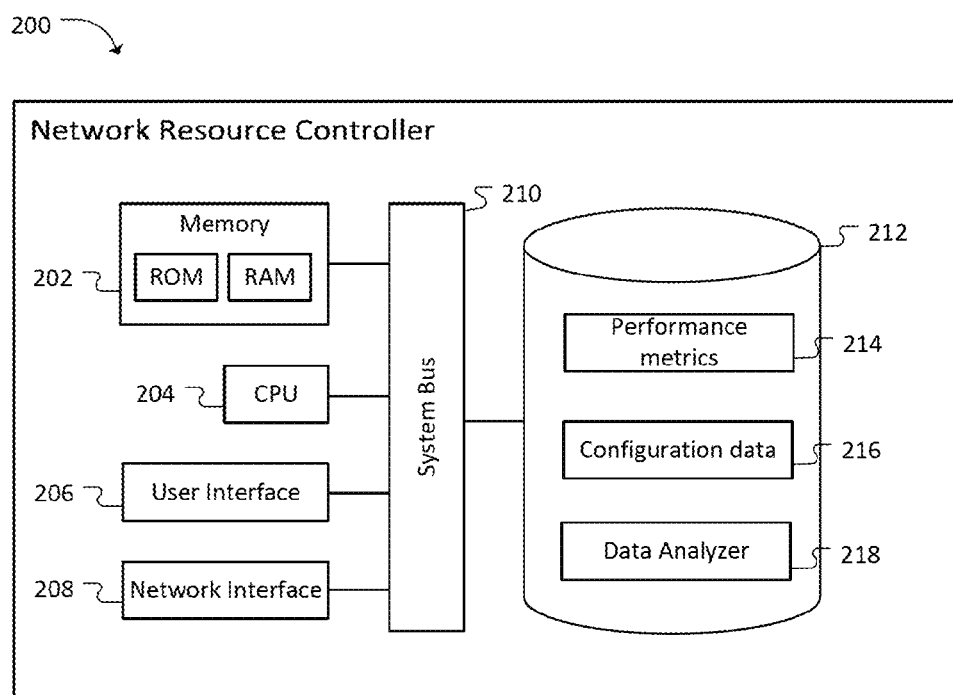 200
Network Resource Controller
210
Memory
ROM RAM
202
212
Performance
metrics
214
204
CPU
System Bus
Configuration data
216
206
User Interface
Data Analyzer
218
208
Network Interface